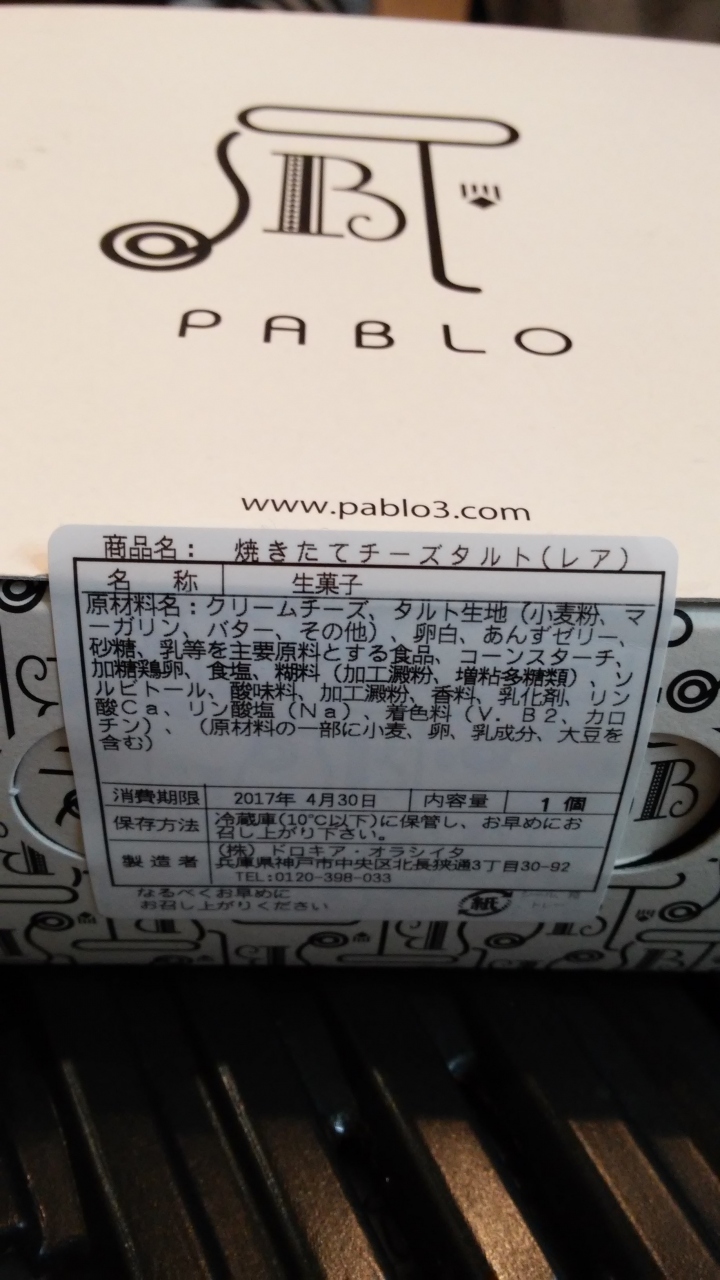 PABLO
www.pablo3.com
商品名： 焼きたてチーズタルト(レア)
名 称 生菓子
原材料名：クリームチーズ、タルト生地（小麦粉、マ
ーガリン、バター、その他）、卵白、あんずゼリー、
砂糖、乳等を主要原料とする食品、コーンスターチ、
加糖鶏卵、食塩、糊料（加工澱粉、増粘多糖類）、ソ
ルビトール、酸味料、加工澱粉、香料、乳化剤、リン
酸Ca、リン酸塩（Na）、着色料（V．B2、カロ
チン）、（原材料の一部に小麦、卵、乳成分、大豆を
含む）
消費期限 2017年 4月30日 内容量 1 個
保存方法 冷蔵庫(10℃以下)に保管し、お早めにお
召し上がり下さい。
製造者 （株）ドロキア・オラシイタ
兵庫県神戸市中央区北長狭通3丁目30-92
TEL:0120-398-033
なるべくお早めに
お召し上がりください
紙